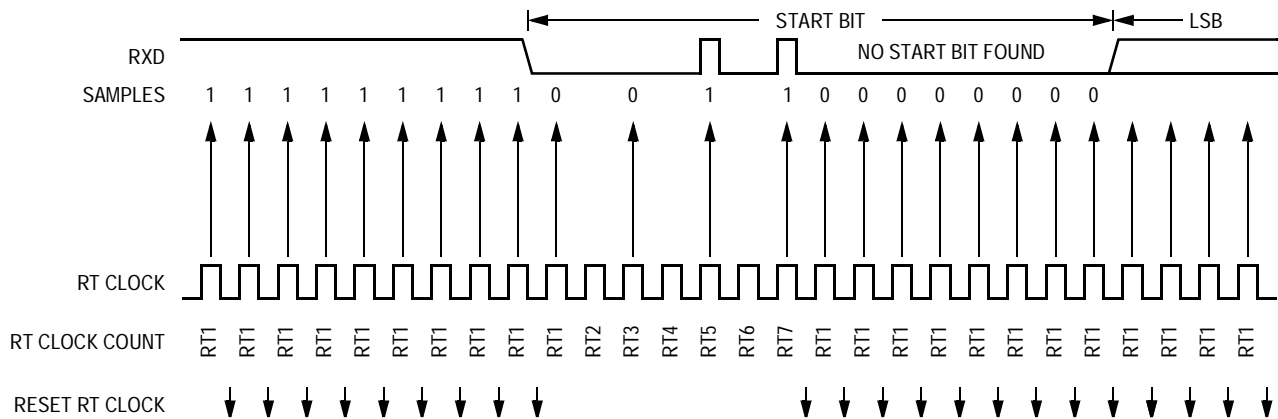 START BIT LSB
RXD NO START BIT FOUND
SAMPLES 1 1 1 1 1 1 1 1 1 0 0 1 1 0 0 0 0 0 0 0 0
RT CLOCK
RT CLOCK COUNT RT1 RT1 RT1 RT1 RT1 RT1 RT1 RT1 RT1 RT1 RT2 RT3 RT4 RT5 RT6 RT7 RT1 RT1 RT1 RT1 RT1 RT1 RT1 RT1 RT1 RT1 RT1 RT1
RESET RT CLOCK